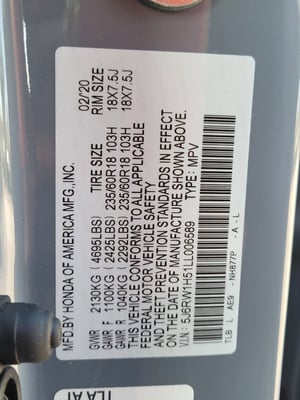 MFD.BY HONDA OF AMERICA MFG.,INC. 02/20
TIRE SIZE RIM SIZE
GVWR 2130KG ( 4695LBS)
GAWR F 1100KG ( 2425LBS) 235/60R18 103H 18X7.5J
GAWR R 1040KG ( 2292LBS) 235/60R18 103H 18X7.5J
THIS VEHICLE CONFORMS TO ALL APPLICABLE
FEDERAL MOTOR VEHICLE SAFETY AND
THEFT PREVENTION STANDARDS IN EFFECT
ON THE DATE OF MANUFACTURE SHOWN ABOVE.
V.I.N.: 5J6RW1H51LL006589 MPV
TLB L AE9 - NH877P - A - L